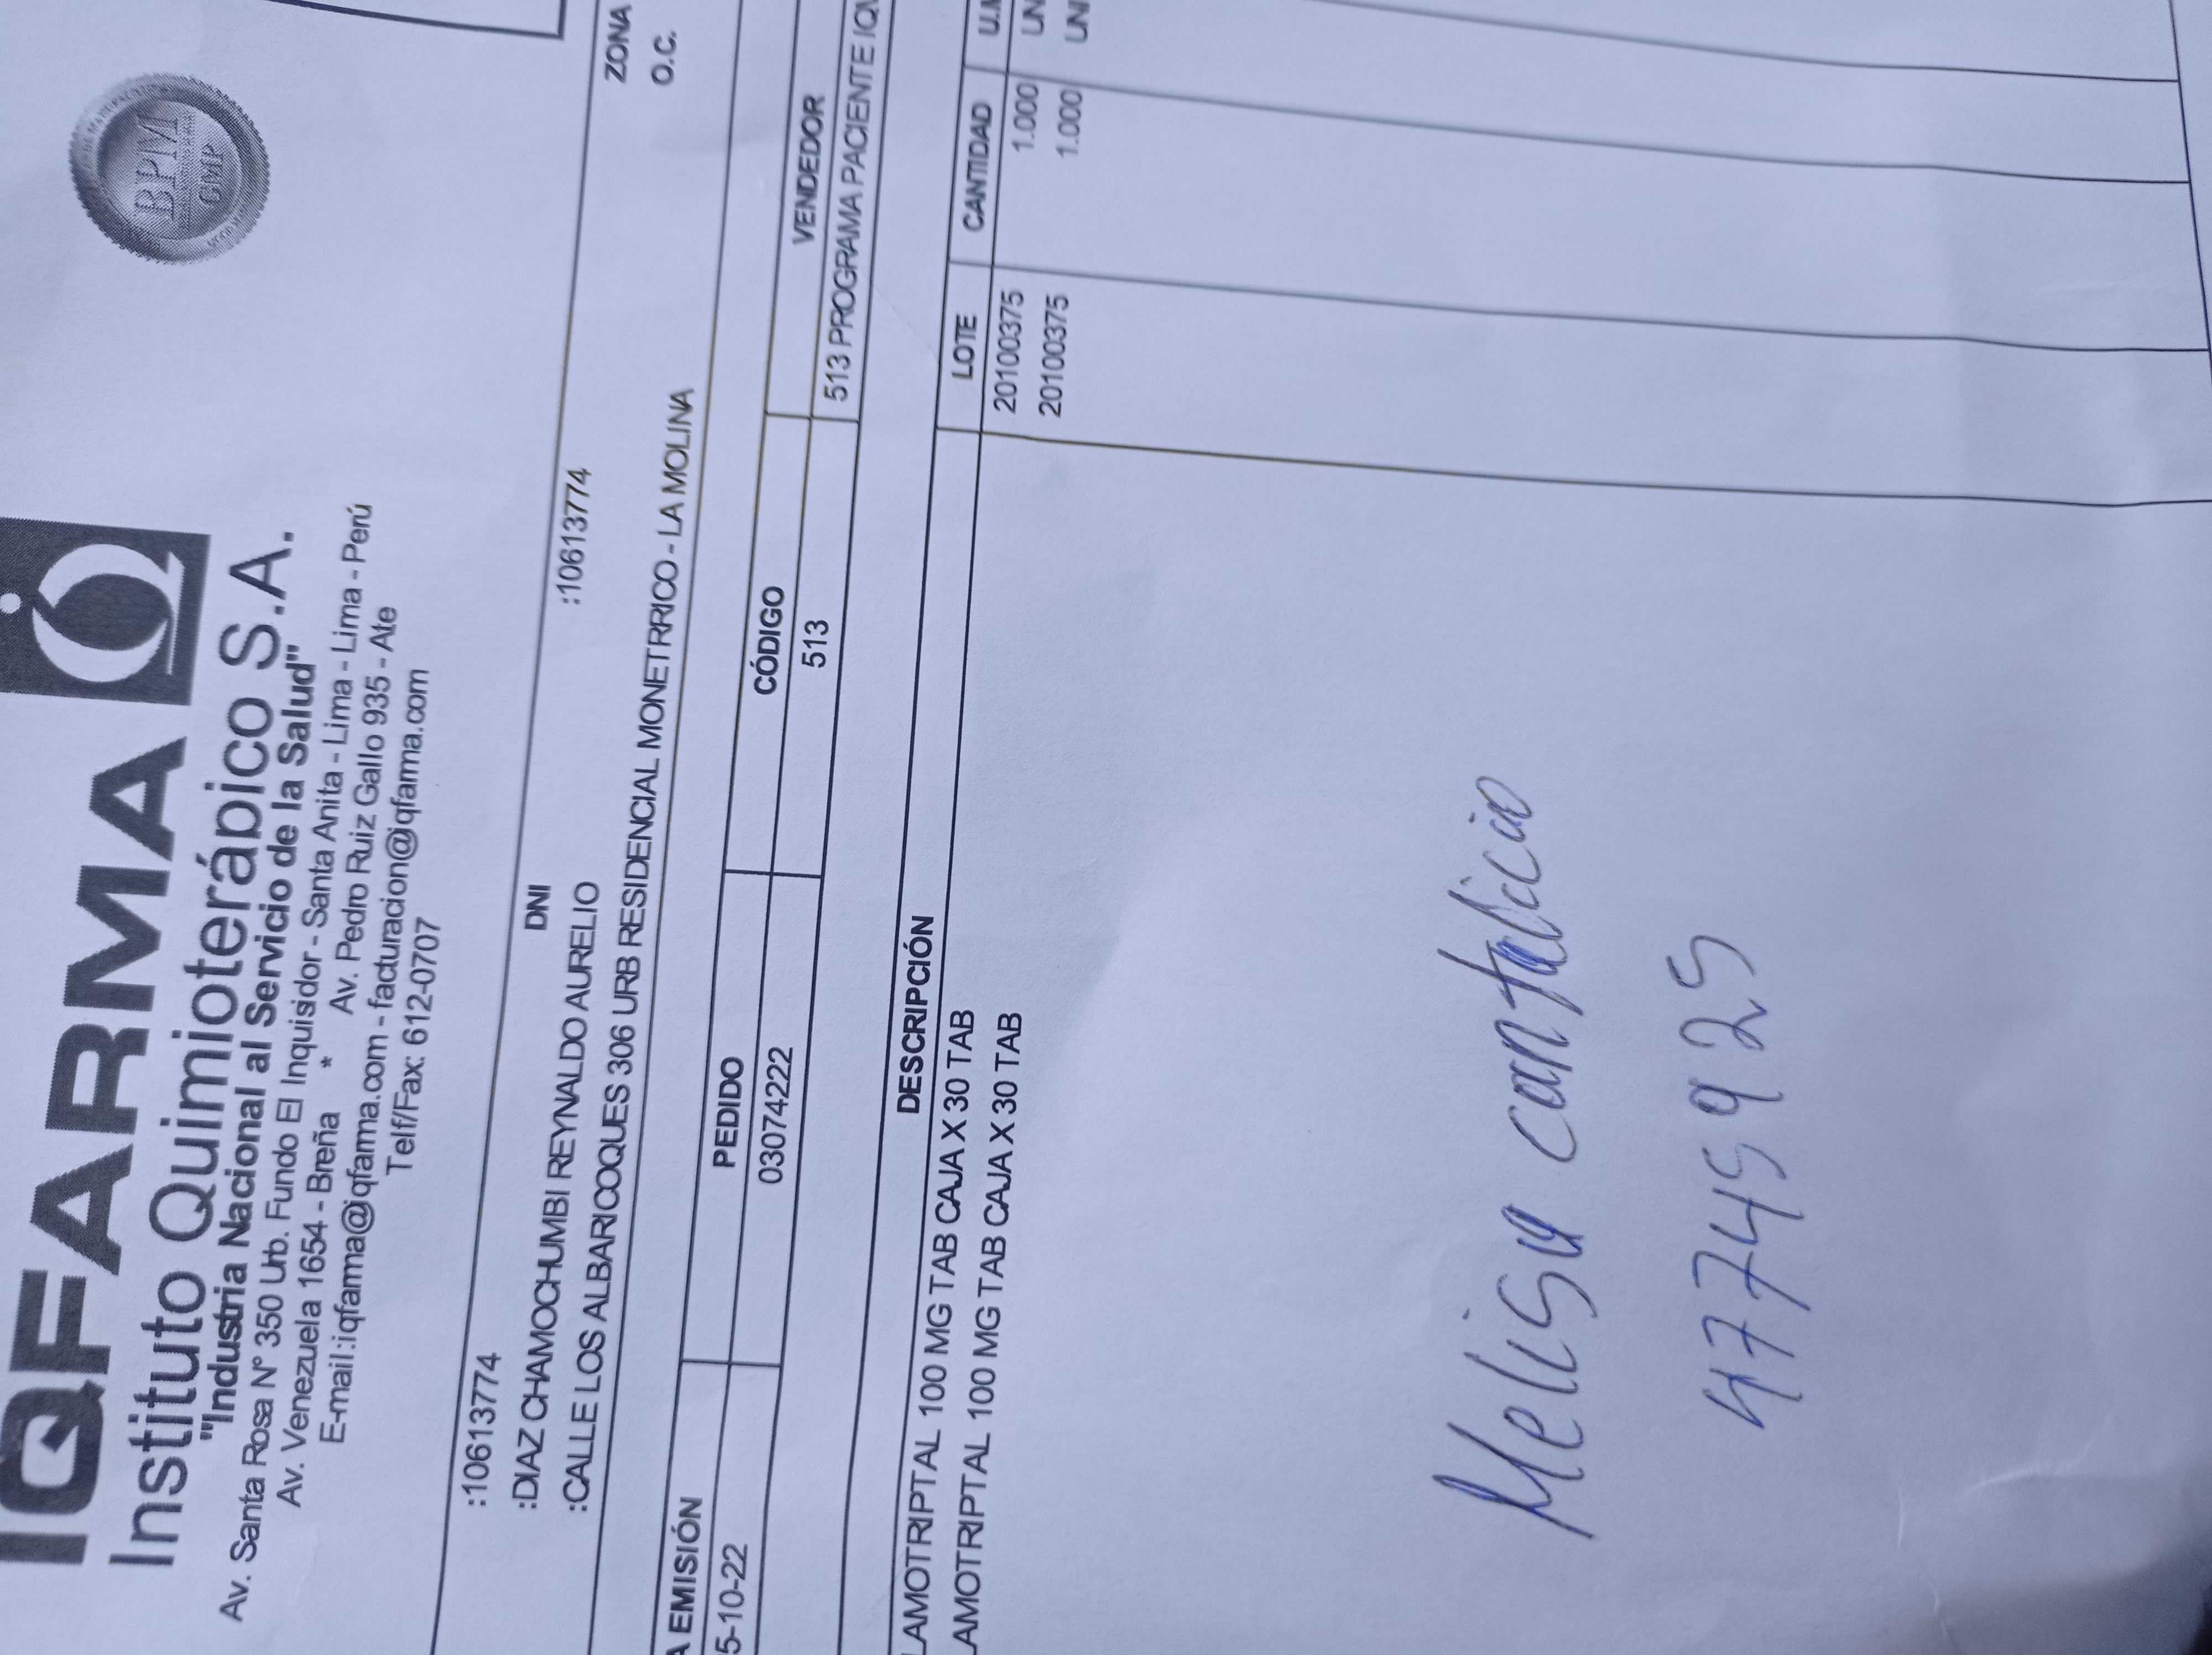 IQFARMA
Instituto Quimioterápico S.A.
"Industria Nacional al Servicio de la Salud"
Av. Santa Rosa Nº 350 Urb. Fundo El Inquisidor - Santa Anita - Lima - Lima - Perú
Av. Venezuela 1654 - Breña * Av. Pedro Ruiz Gallo 935 - Ate
E-mail:iqfarma@iqfarma.com - facturacion@iqfarma.com
Telf/Fax: 612-0707
BPM
GMP
:10613774
:DIAZ CHAMOCHUMBI REYNALDO AURELIO DNI :10613774
:CALLE LOS ALBARICOQUES 306 URB RESIDENCIAL MONETRRICO - LA MOLINA
ZONA
O.C.
A EMISIÓN PEDIDO CÓDIGO VENDEDOR
5-10-22 03074222 513 513 PROGRAMA PACIENTE
DESCRIPCIÓN LOTE CANTIDAD U.M
LAMOTRIPTAL 100 MG TAB CAJA X 30 TAB 20100375 1.000 UN
LAMOTRIPTAL 100 MG TAB CAJA X 30 TAB 20100375 1.000 UN
Melisa cantalicio
47745925